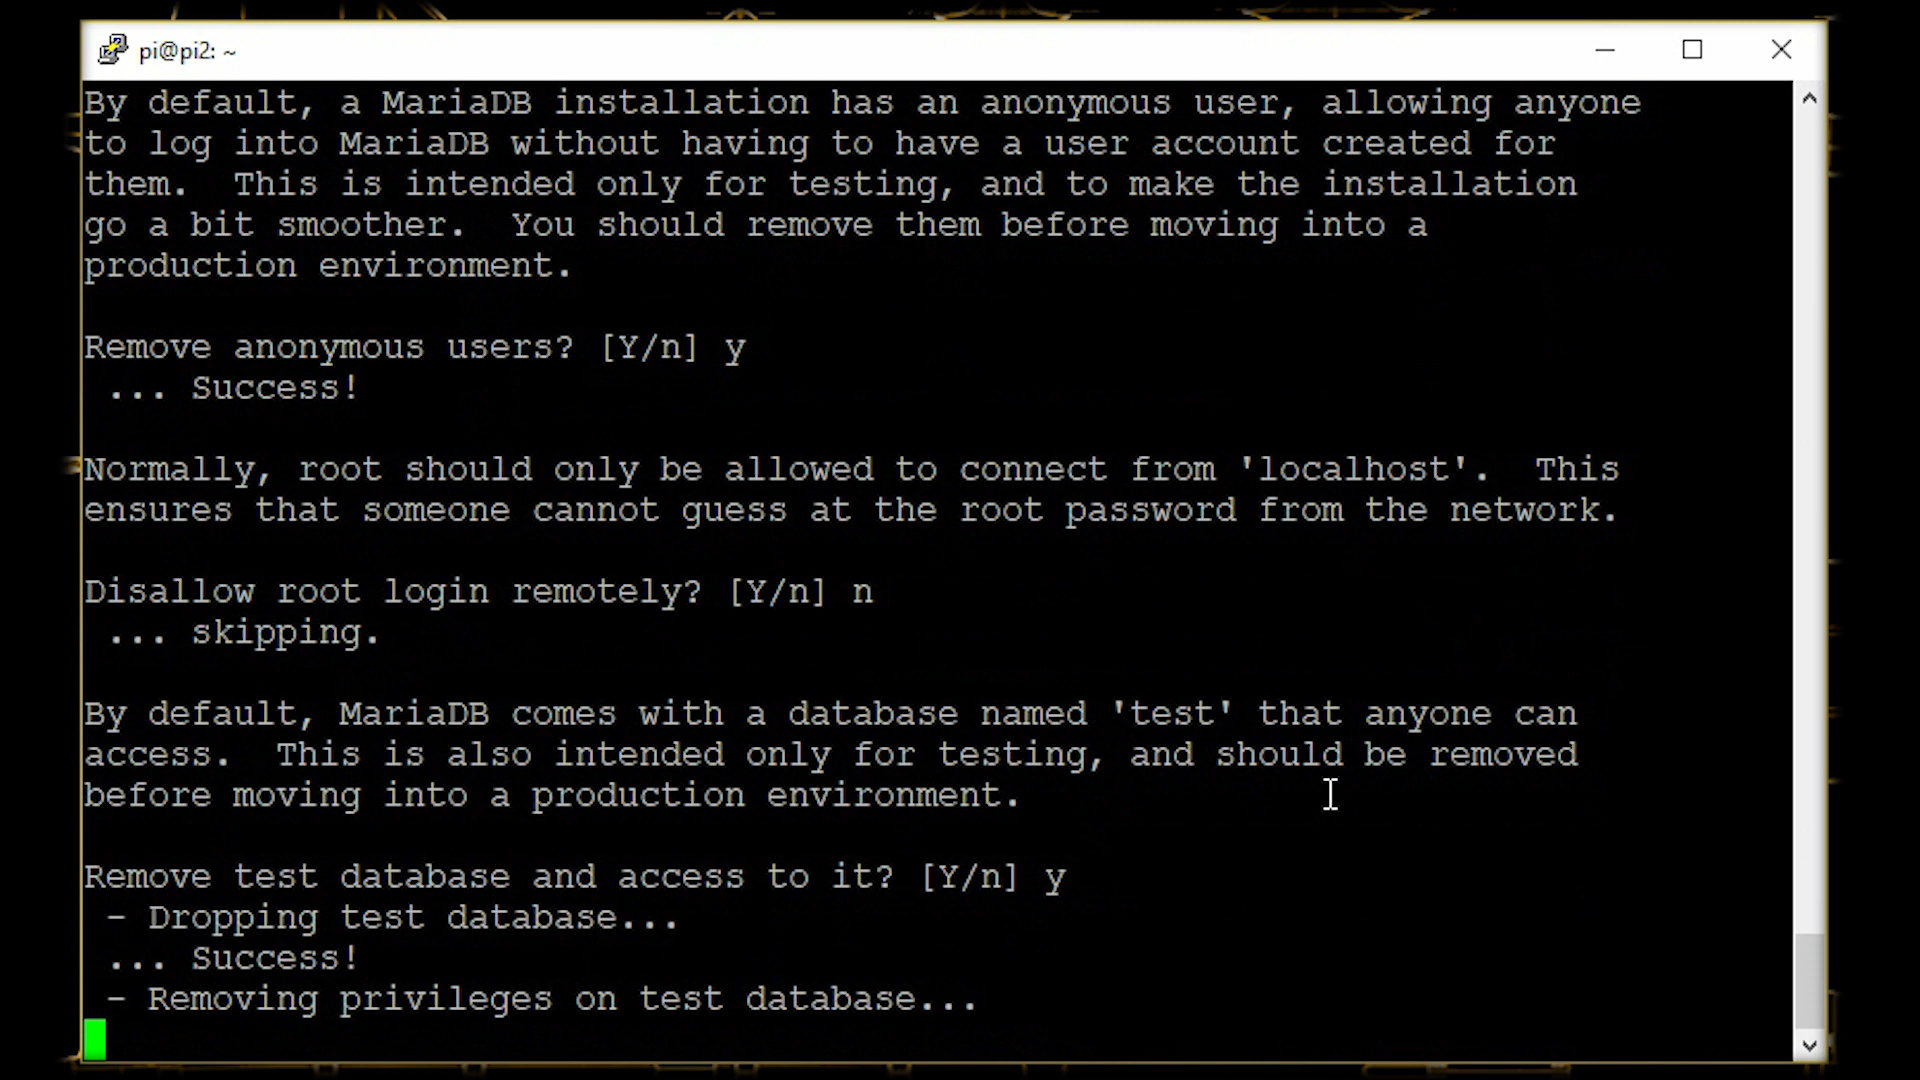 pi@pi2: ~
By default, a MariaDB installation has an anonymous user, allowing anyone
to log into MariaDB without having to have a user account created for
them.  This is intended only for testing, and to make the installation
go a bit smoother.  You should remove them before moving into a
production environment.
Remove anonymous users? [Y/n] y
 ... Success!
Normally, root should only be allowed to connect from 'localhost'.  This
ensures that someone cannot guess at the root password from the network.
Disallow root login remotely? [Y/n] n
 ... skipping.
By default, MariaDB comes with a database named 'test' that anyone can
access.  This is also intended only for testing, and should be removed
before moving into a production environment.
Remove test database and access to it? [Y/n] y
 - Dropping test database...
 ... Success!
 - Removing privileges on test database...